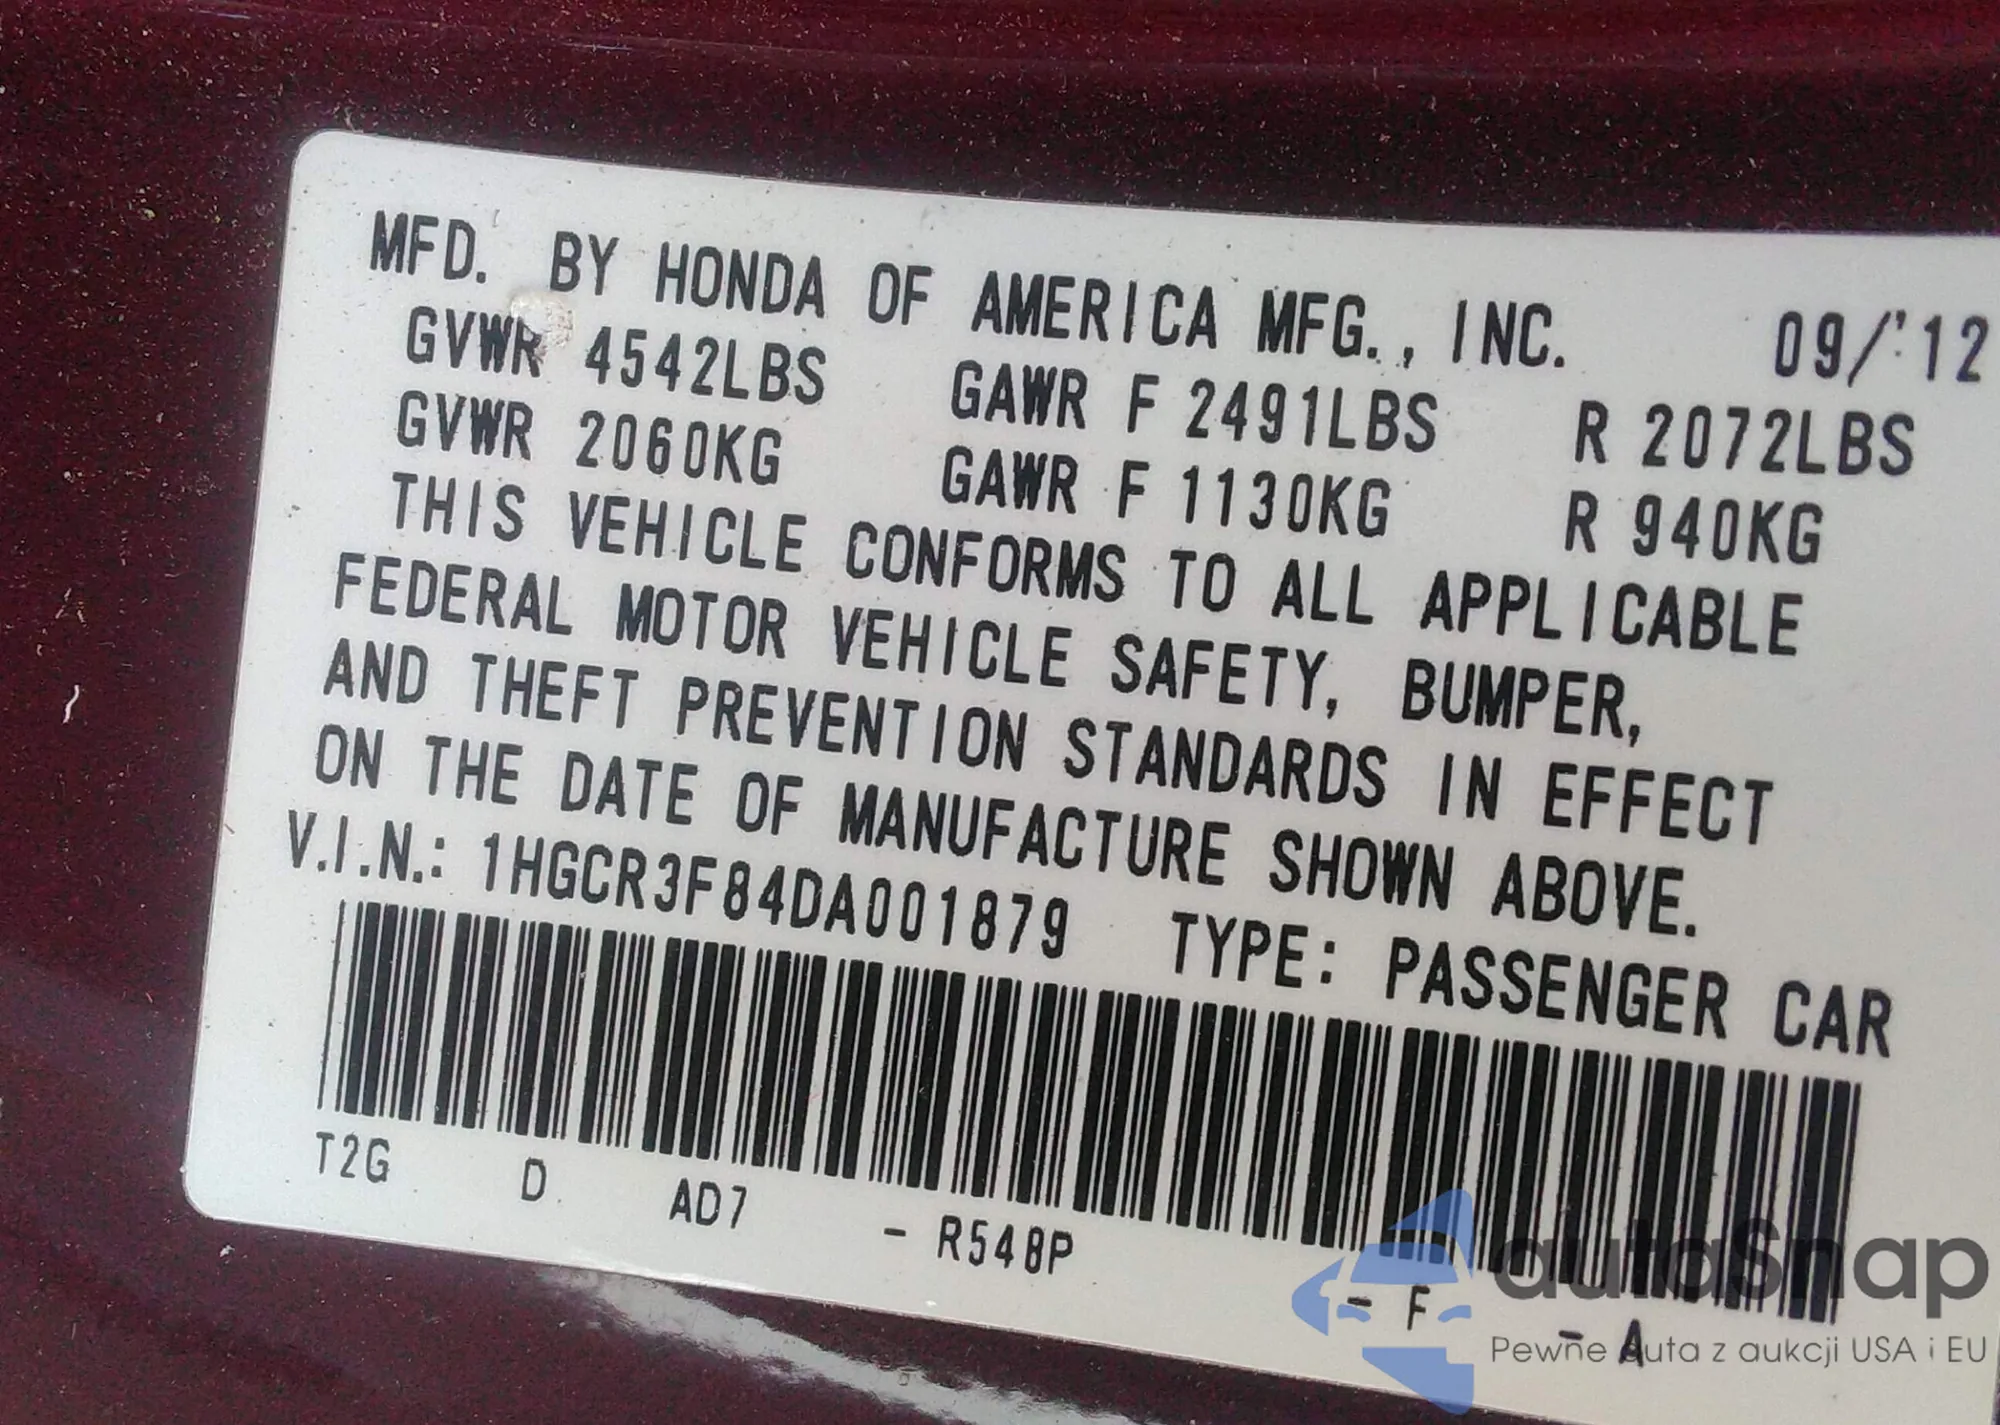 MFD. BY HONDA OF AMERICA MFG., INC. 09/'12
GVWR 4542LBS GAWR F 2491LBS R 2072LBS
GVWR 2060KG GAWR F 1130KG R 940KG
THIS VEHICLE CONFORMS TO ALL APPLICABLE
FEDERAL MOTOR VEHICLE SAFETY, BUMPER,
AND THEFT PREVENTION STANDARDS IN EFFECT
ON THE DATE OF MANUFACTURE SHOWN ABOVE.
V.I.N.: 1HGCR3F84DA001879 TYPE: PASSENGER CAR
T2G D AD7 - R548P - F - A
autaSnap
Pewne auta z aukcji USA i EU